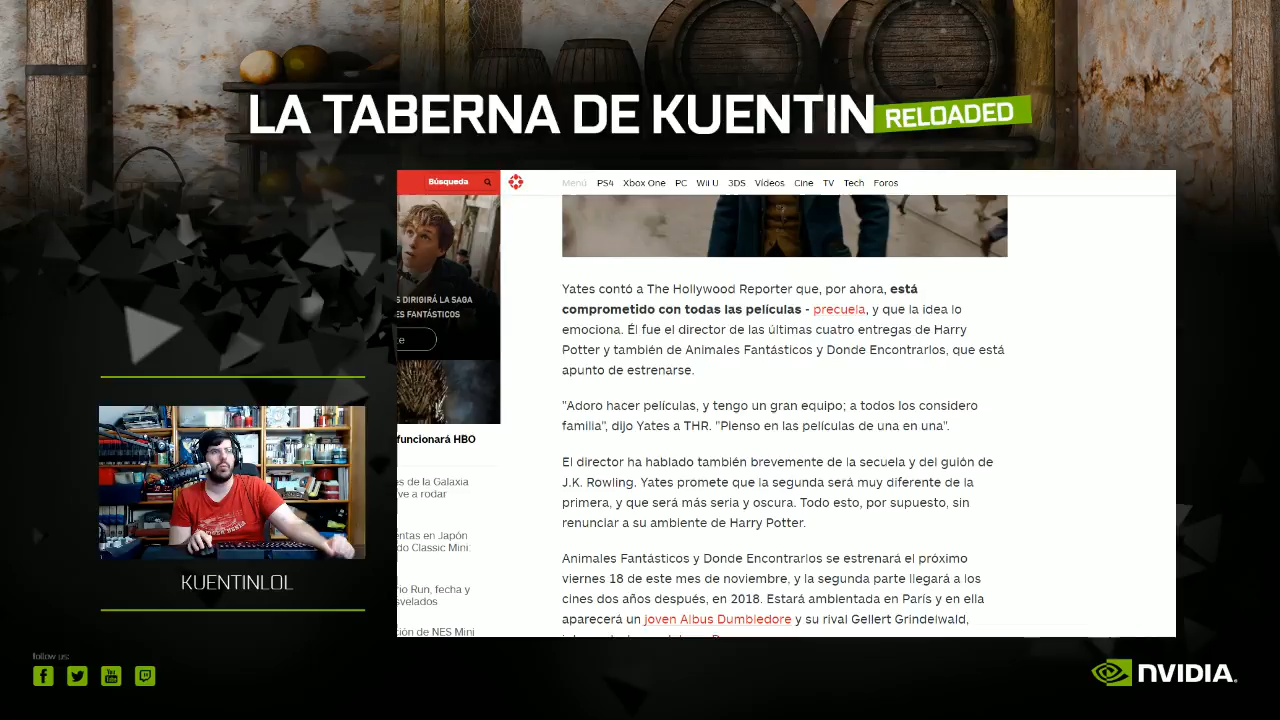 LA TABERNA DE KUENTIN RELOADED
Búsqueda
Menú PS4 Xbox One PC Wii U 3DS Vídeos Cine TV Tech Foros
S DIRIGIRÁ LA SAGA
ES FANTÁSTICOS
te
funcionará HBO
as de la Galaxia
ve a rodar
entas en Japón
do Classic Mini:
rio Run, fecha y
svelados
ción de NES Mini
Yates contó a The Hollywood Reporter que, por ahora, está
comprometido con todas las películas - precuela, y que la idea lo
emociona. Él fue el director de las últimas cuatro entregas de Harry
Potter y también de Animales Fantásticos y Donde Encontrarlos, que está
apunto de estrenarse.
"Adoro hacer películas, y tengo un gran equipo; a todos los considero
familia", dijo Yates a THR. "Pienso en las películas de una en una".
El director ha hablado también brevemente de la secuela y del guión de
J.K. Rowling. Yates promete que la segunda será muy diferente de la
primera, y que será más seria y oscura. Todo esto, por supuesto, sin
renunciar a su ambiente de Harry Potter.
Animales Fantásticos y Donde Encontrarlos se estrenará el próximo
viernes 18 de este mes de noviembre, y la segunda parte llegará a los
cines dos años después, en 2018. Estará ambientada en París y en ella
aparecerá un joven Albus Dumbledore y su rival Gellert Grindelwald,
KUENTINLOL
follow us:
You Tube
NVIDIA.